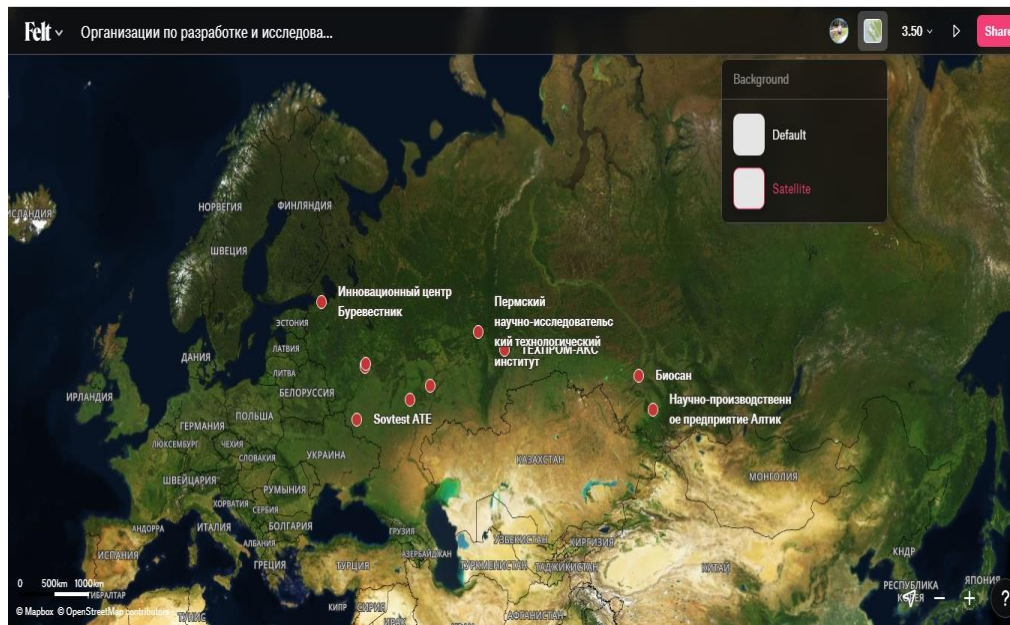 Felt
Организации по разработке и исследова...
3.50
Share
Background
Default
Satellite
ИСЛАНДИЯ
НОРВЕГИЯ
ФИНЛЯНДИЯ
ШВЕЦИЯ
Инновационный центр
Буревестник
Пермский
научно-исследовательс
кий технологический
институт
ТЕХПРОМ-АКС
ЭСТОНИЯ
ЛАТВИЯ
ДАНИЯ
ЛИТВА
Биосан
ИРЛАНДИЯ
БЕЛОРУССИЯ
Научно-производственн
ое предприятие Алтик
ПОЛЬША
Sovtest ATE
ГЕРМАНИЯ
ЛЮКСЕМБУРГ
ЧЕХИЯ
СЛОВАКИЯ
УКРАИНА
КАЗАХСТАН
МОНГОЛИЯ
ШВЕЙЦАРИЯ
РУМЫНИЯ
ХОРВАТИЯ
СЕРБИЯ
АНДОРРА
ИТАЛИЯ
БОЛГАРИЯ
ГРУЗИЯ
АЛБАНИЯ
УЗБЕКИСТАН
КИРГИЗИЯ
ИСПАНИЯ
ГРЕЦИЯ
ТУРЦИЯ
АЗЕРБАЙДЖАН
ТУРКМЕНИСТАН
ТАДЖИКИСТАН
КИТАЙ
КНДР
0 500km 1000km
ГИБРАЛТАР
РЕСПУБЛИКА
КОРЕЯ
ЯПОНИЯ
КИПР
СИРИЯ
© Mapbox © OpenStreetMap contributors
ТУНИС
ИРАК
АФГАНИСТАН